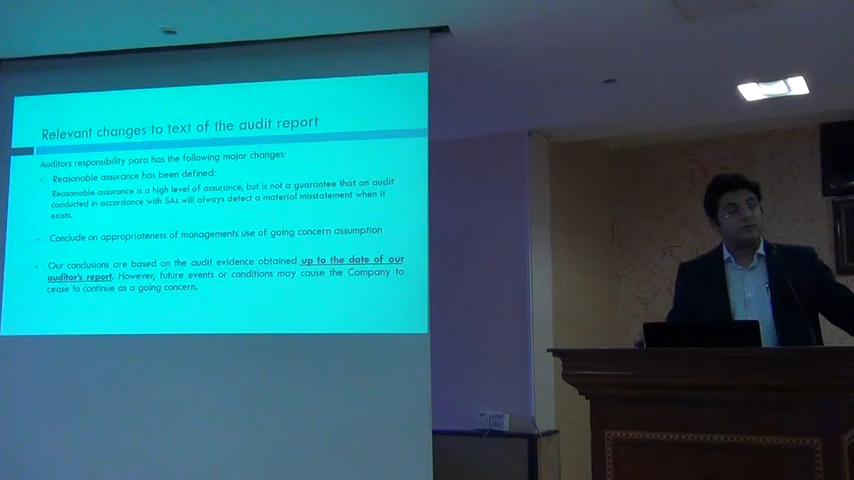 Relevant changes to text of the audit report
Auditors responsibility para has the following major changes:
✓ Reasonable assurance has been defined:
Reasonable assurance is a high level of assurance, but is not a guarantee that an audit
conducted in accordance with SAs will always detect a material misstatement when it
exists.
✓ Conclude on appropriateness of managements use of going concern assumption
✓ Our conclusions are based on the audit evidence obtained up to the date of our
auditor's report. However, future events or conditions may cause the Company to
cease to continue as a going concern.